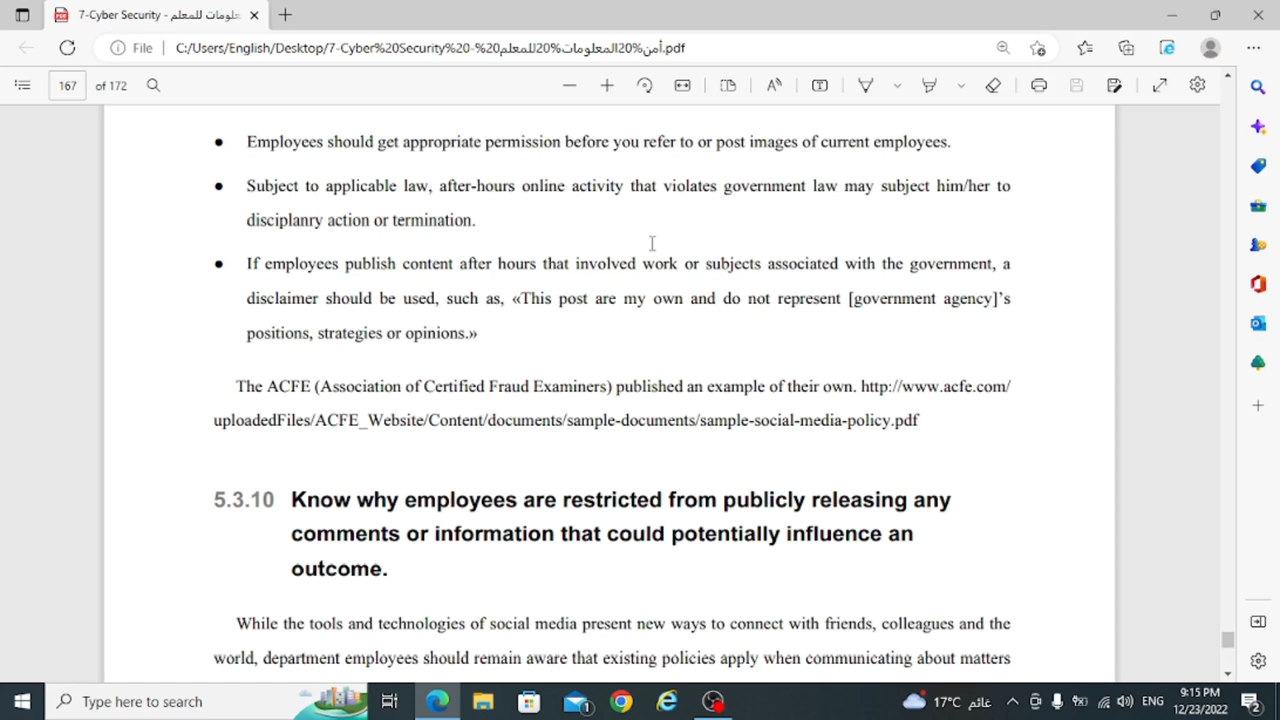 7-Cyber Security - أمن المعلومات للمعلم
File
C:/Users/English/Desktop/7-Cyber%20Security%20-%20أمن%20المعلومات%20للمعلم.pdf
167 of 172
● Employees should get appropriate permission before you refer to or post images of current employees.
● Subject to applicable law, after-hours online activity that violates government law may subject him/her to
disciplanry action or termination.
● If employees publish content after hours that involved work or subjects associated with the government, a
disclaimer should be used, such as, «This post are my own and do not represent [government agency]'s
positions, strategies or opinions.»
The ACFE (Association of Certified Fraud Examiners) published an example of their own. http://www.acfe.com/
uploadedFiles/ACFE_Website/Content/documents/sample-documents/sample-social-media-policy.pdf
5.3.10 Know why employees are restricted from publicly releasing any
comments or information that could potentially influence an
outcome.
While the tools and technologies of social media present new ways to connect with friends, colleagues and the
world, department employees should remain aware that existing policies apply when communicating about matters
Type here to search
17°C غائم
ENG
9:15 PM
12/23/2022